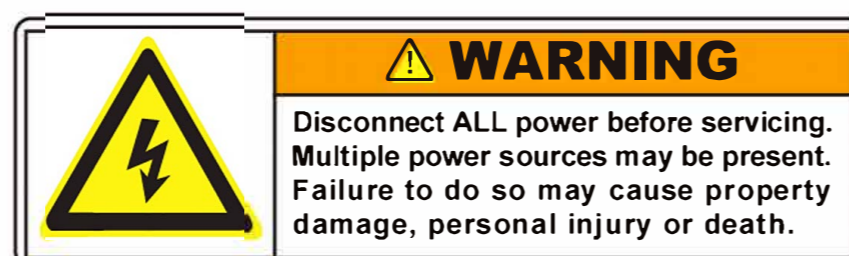 WARNING
Disconnect ALL power before servicing.
Multiple power sources may be present.
Failure to do so may cause property
damage, personal injury or death.